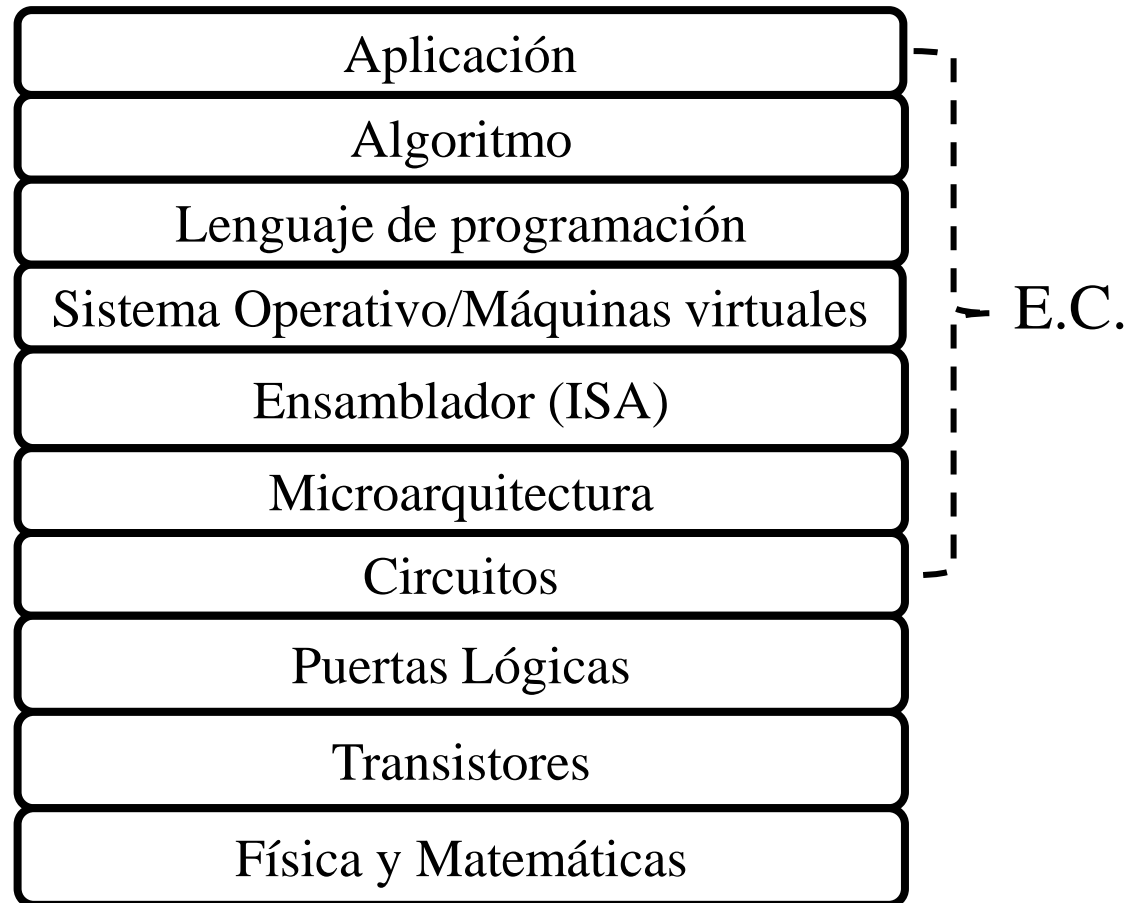 Aplicación
Algoritmo
Lenguaje de programación
Sistema Operativo/Máquinas virtuales
E.C.
Ensamblador (ISA)
Microarquitectura
Circuitos
Puertas Lógicas
Transistores
Física y Matemáticas